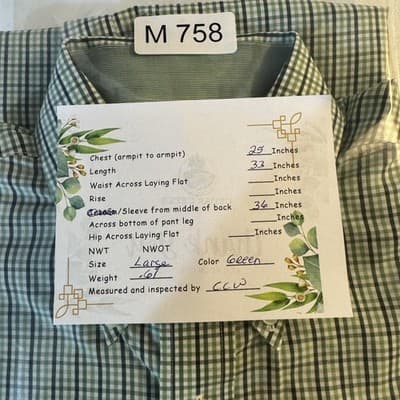 M 758
Chest (armpit to armpit) 25 Inches
Length 33 Inches
Waist Across Laying Flat Inches
Rise Inches
/Sleeve from middle of back 36 Inches
Across bottom of pant leg Inches
Hip Across Laying Flat Inches
NWT NWOT
Size Large Color Green
Weight .61
Measured and inspected by CCW